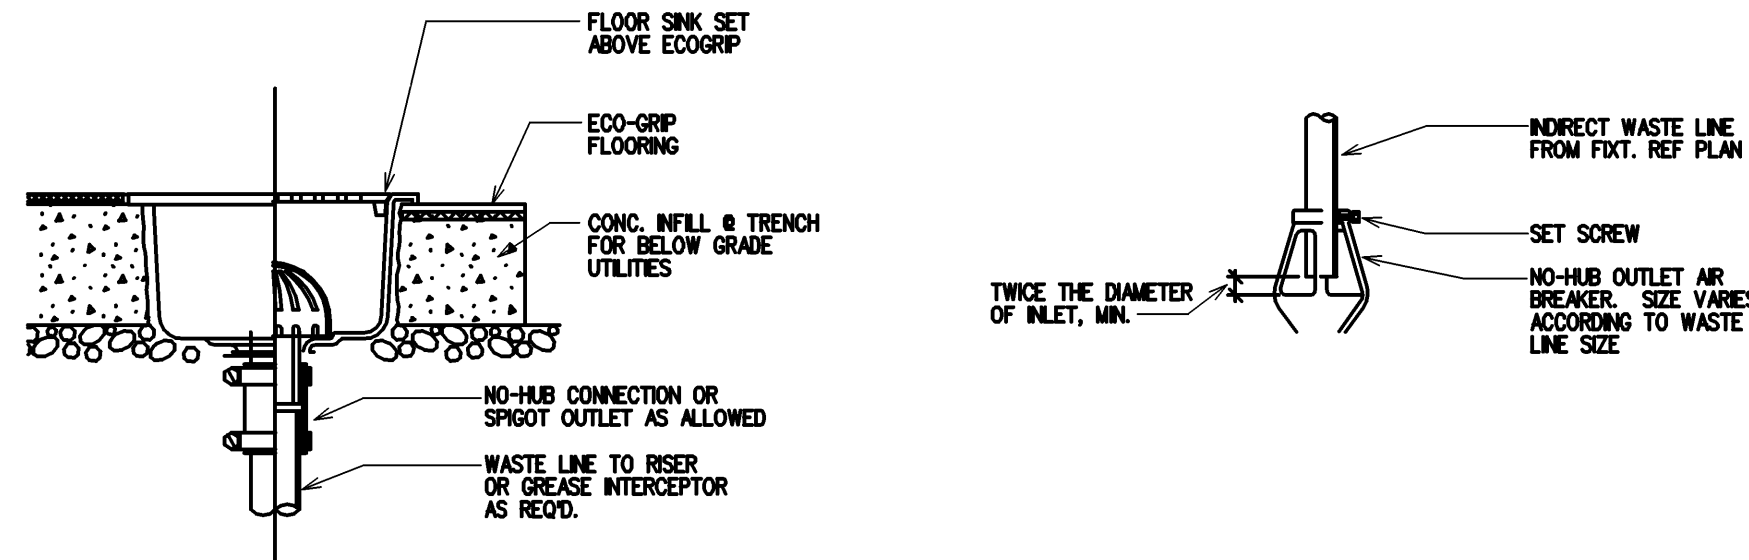 FLOOR SINK SET
ABOVE ECOGRIP
ECO-GRIP
FLOORING
CONC. INFILL @ TRENCH
FOR BELOW GRADE
UTILITIES
NO-HUB CONNECTION OR
SPIGOT OUTLET AS ALLOWED
WASTE LINE TO RISER
OR GREASE INTERCEPTOR
AS REQ'D.
INDIRECT WASTE LINE
FROM FIXT. REF PLAN
SET SCREW
TWICE THE DIAMETER
OF INLET, MIN.
NO-HUB OUTLET AIR
BREAKER. SIZE VARIES
ACCORDING TO WASTE
LINE SIZE